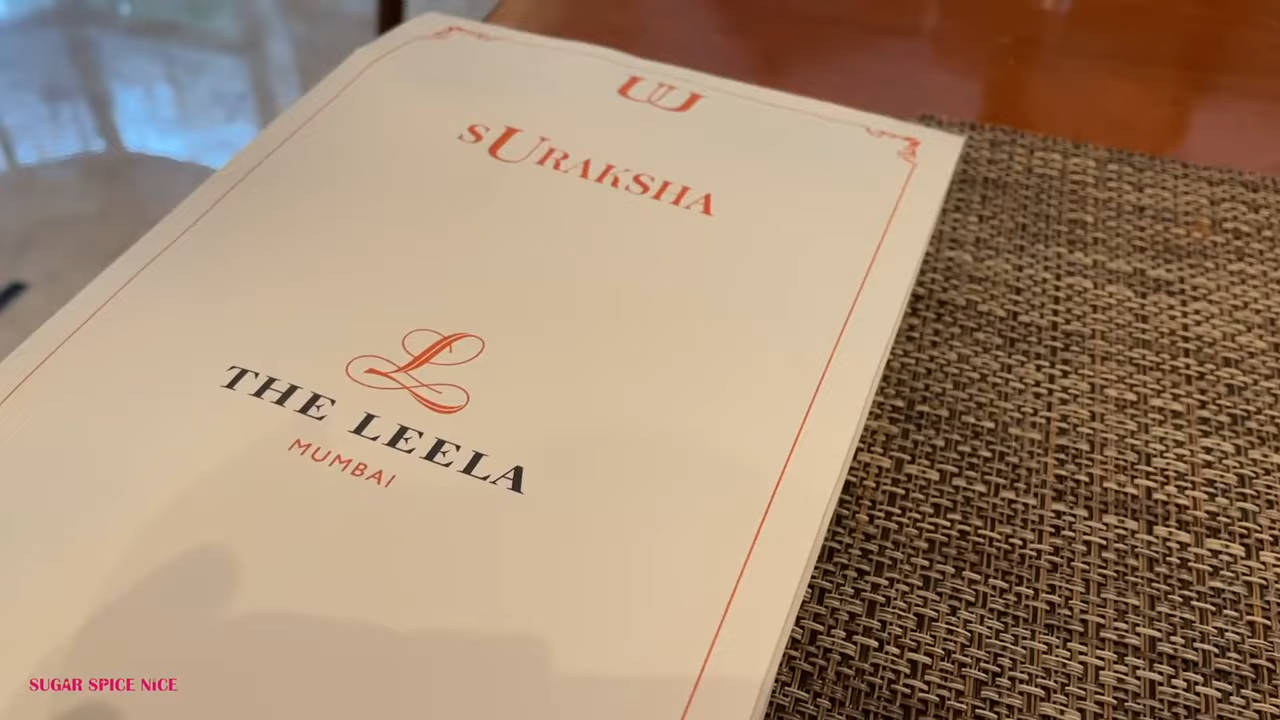 sURAKSHA
L
THE LEELA
MUMBAI
SUGAR SPICE NiCE